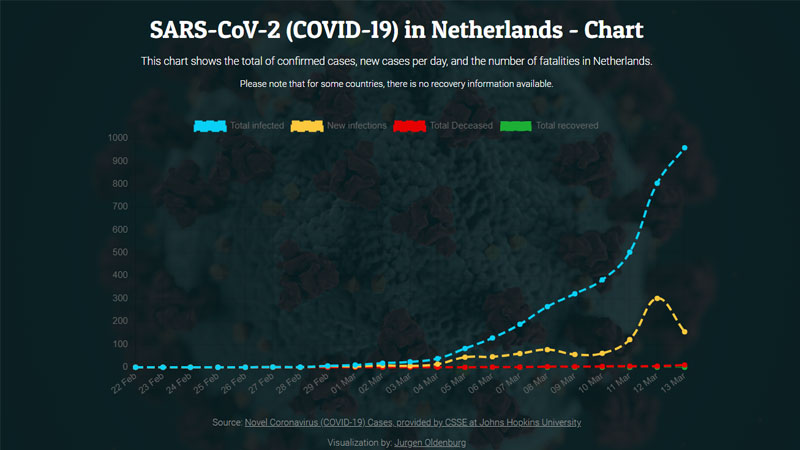 SARS-CoV-2 (COVID-19) in Netherlands - Chart
This chart shows the total of confirmed cases, new cases per day, and the number of fatalities in Netherlands.
Please note that for some countries, there is no recovery information available.
Total infected New infections Total Deceased Total recovered
1000
900
800
700
600
500
400
300
200
100
0
22 Feb 23 Feb 24 Feb 25 Feb 26 Feb 27 Feb 28 Feb 29 Feb 01 Mar 02 Mar 03 Mar 04 Mar 05 Mar 06 Mar 07 Mar 08 Mar 09 Mar 10 Mar 11 Mar 12 Mar 13 Mar
Source: Novel Coronavirus (COVID-19) Cases, provided by CSSE at Johns Hopkins University
Visualization by: Jurgen Oldenburg